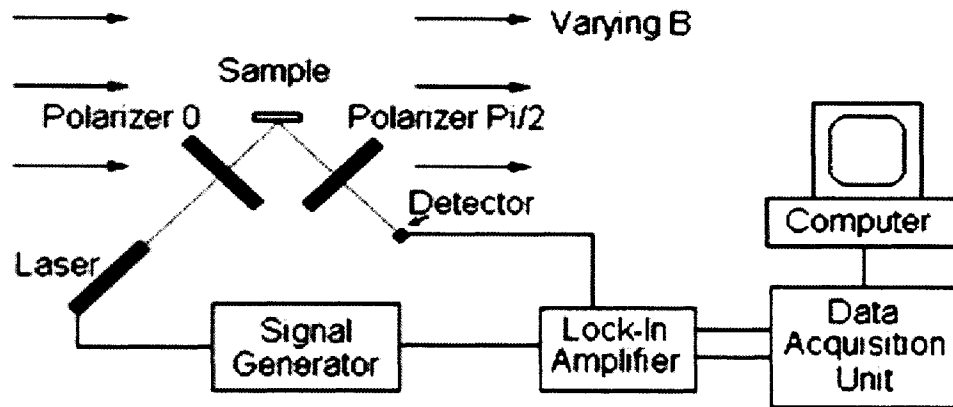 Varying B
Sample
Polarizer 0
Polarizer Pi/2
Detector
Computer
Laser
Signal
Generator
Lock-In
Amplifier
Data
Acquisition
Unit